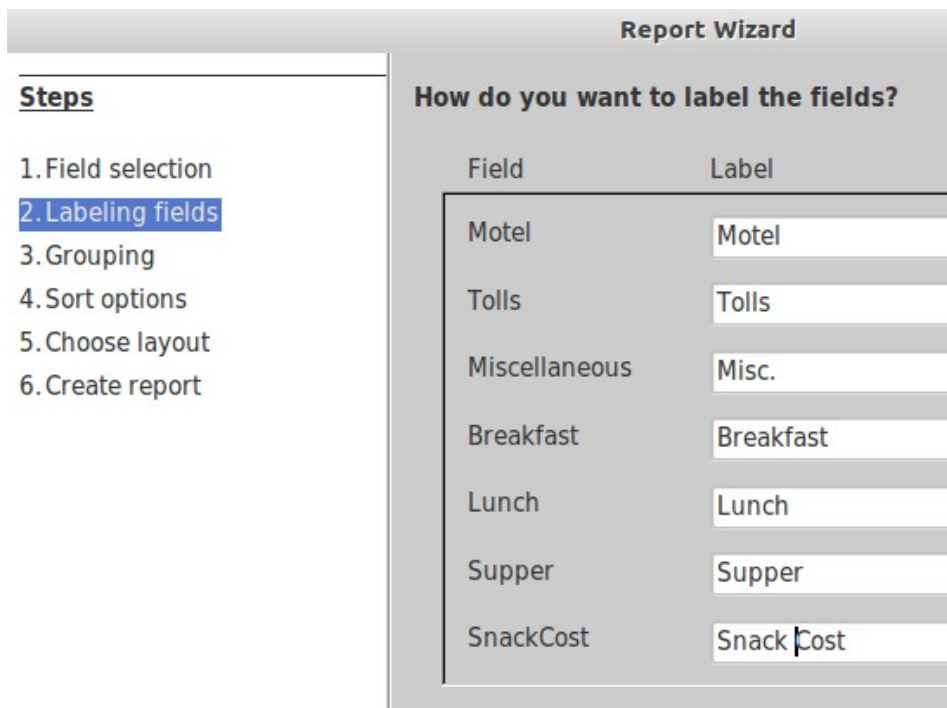 Report Wizard
Steps
1. Field selection
2. Labeling fields
3. Grouping
4. Sort options
5. Choose layout
6. Create report
How do you want to label the fields?
Field Label
Motel Motel
Tolls Tolls
Miscellaneous Misc.
Breakfast Breakfast
Lunch Lunch
Supper Supper
SnackCost Snack Cost